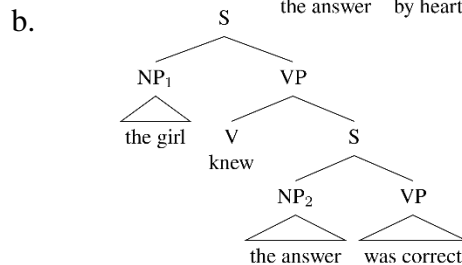 the answer by heart
b.
S
NP₁ VP
the girl V S
knew
NP₂ VP
the answer was correct